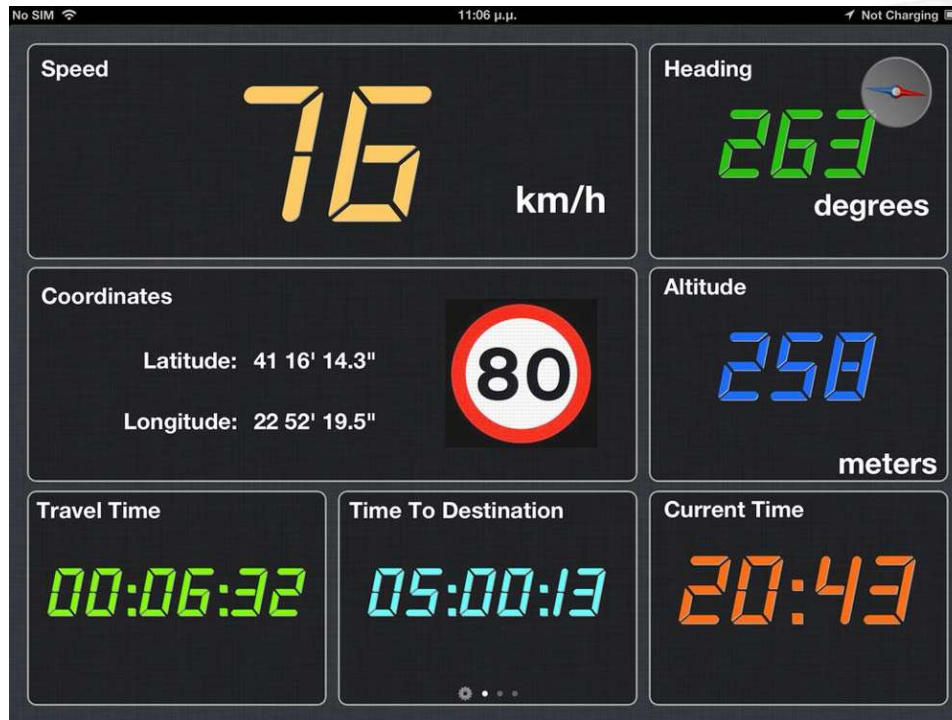 No SIM 11:06 μ.μ. Not Charging
Speed
76
km/h
Heading
263
degrees
Coordinates
Latitude: 41 16' 14.3"
Longitude: 22 52' 19.5"
80
Altitude
258
meters
Travel Time
00:06:32
Time To Destination
05:00:13
Current Time
20:43